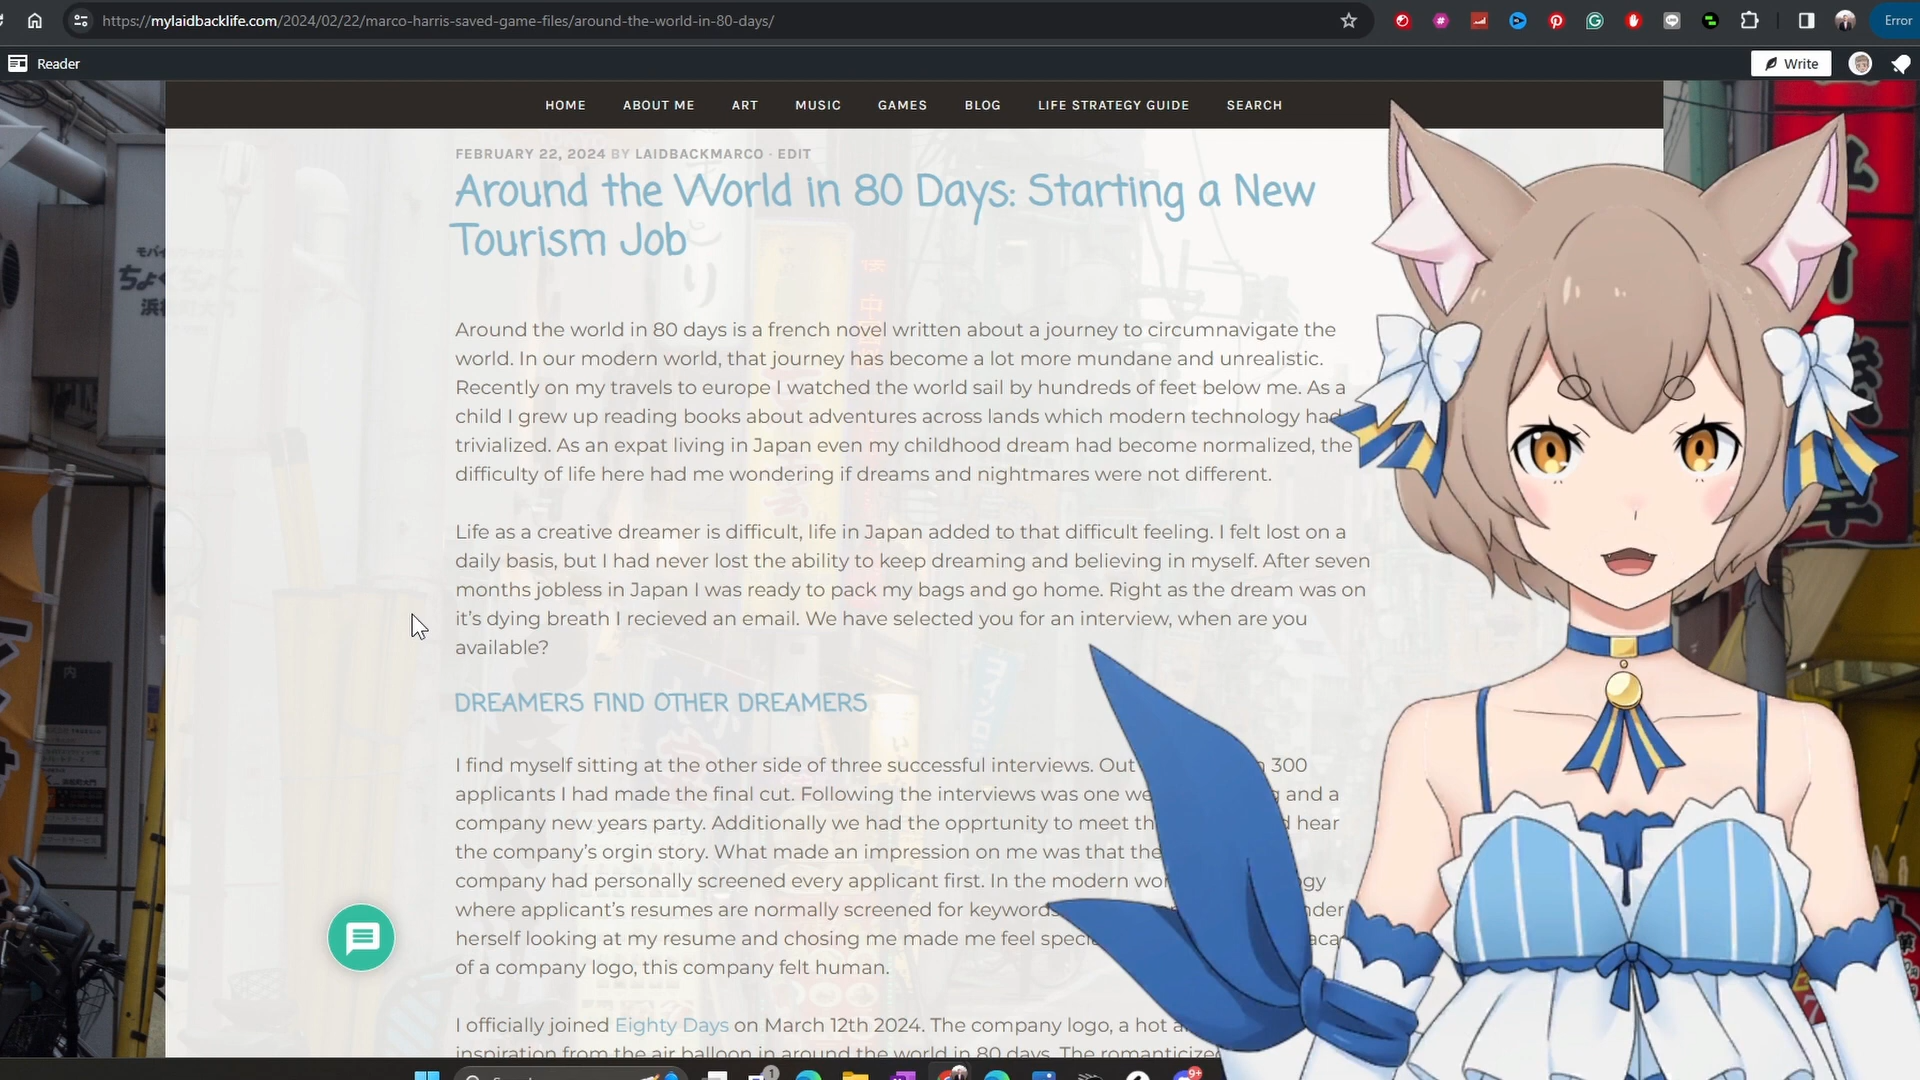 https://mylaidbacklife.com/2024/02/22/marco-harris-saved-game-files/around-the-world-in-80-days/
Error
Reader
Write
HOME ABOUT ME ART MUSIC GAMES BLOG LIFE STRATEGY GUIDE SEARCH
FEBRUARY 22, 2024 BY LAIDBACKMARCO · EDIT
Around the World in 80 Days: Starting a New
Tourism Job
Around the world in 80 days is a french novel written about a journey to circumnavigate the
world. In our modern world, that journey has become a lot more mundane and unrealistic.
Recently on my travels to europe I watched the world sail by hundreds of feet below me. As a
child I grew up reading books about adventures across lands which modern technology had
trivialized. As an expat living in Japan even my childhood dream had become normalized, the
difficulty of life here had me wondering if dreams and nightmares were not different.
Life as a creative dreamer is difficult, life in Japan added to that difficult feeling. I felt lost on a
daily basis, but I had never lost the ability to keep dreaming and believing in myself. After seven
months jobless in Japan I was ready to pack my bags and go home. Right as the dream was on
it's dying breath I recieved an email. We have selected you for an interview, when are you
available?
DREAMERS FIND OTHER DREAMERS
I find myself sitting at the other side of three successful interviews. Out 300
applicants I had made the final cut. Following the interviews was one and a
company new years party. Additionally we had the opprtunity to meet hear
the company's orgin story. What made an impression on me was that the
company had personally screened every applicant first. In the modern
where applicant's resumes are normally screened for keywords
herself looking at my resume and chosing me made me feel
of a company logo, this company felt human.
I officially joined Eighty Days on March 12th 2024. The company logo, a hot
inspiration from the air balloon in around the world in 80 days. The
1
9+